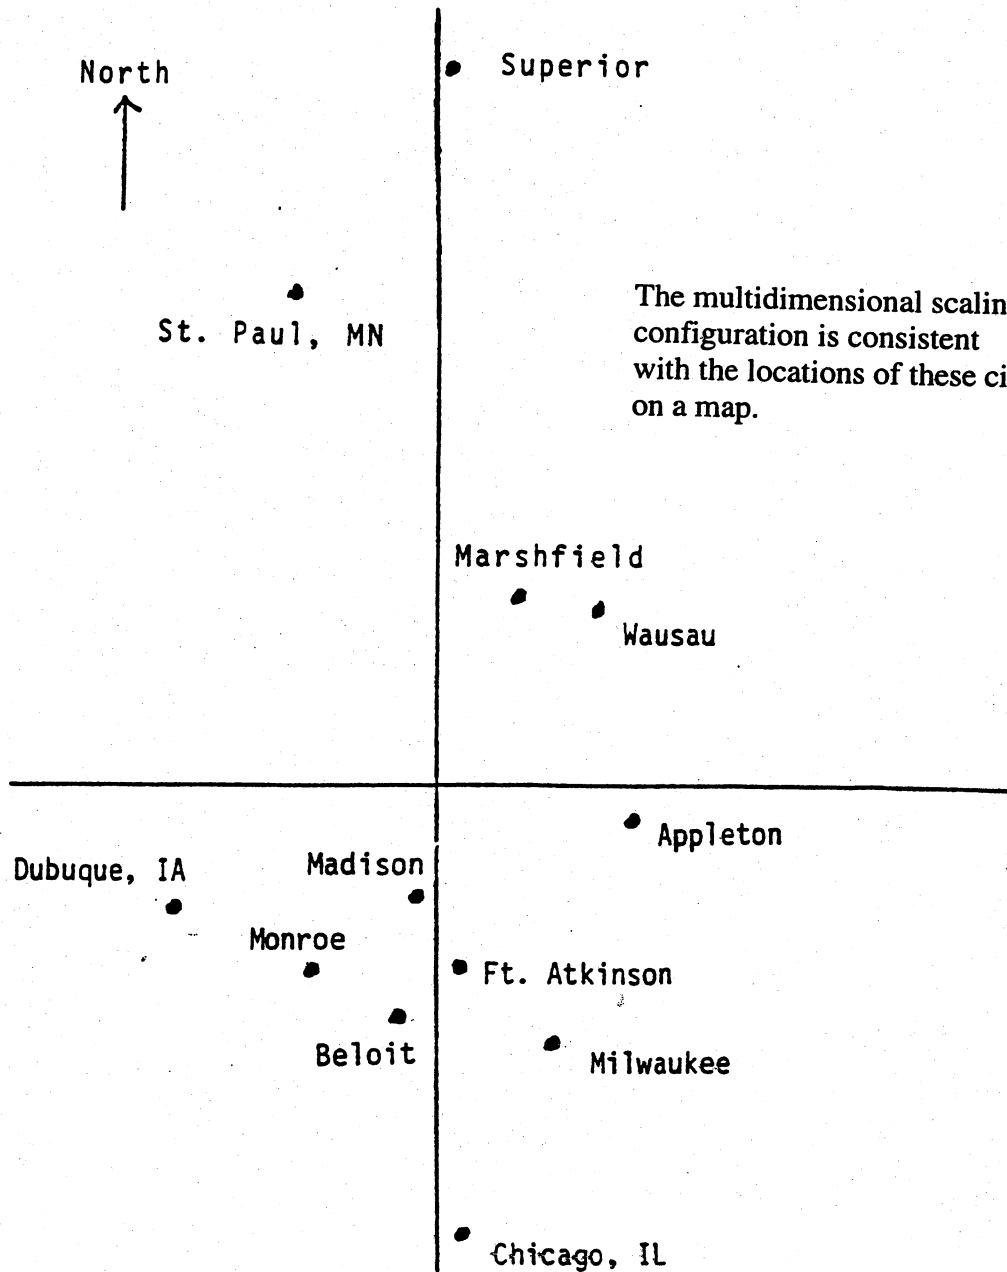 North
Superior
St. Paul, MN
The multidimensional scalin
configuration is consistent
with the locations of these ci
on a map.
Marshfield
Wausau
Appleton
Dubuque, IA
Madison
Monroe
Ft. Atkinson
Beloit
Milwaukee
Chicago, IL